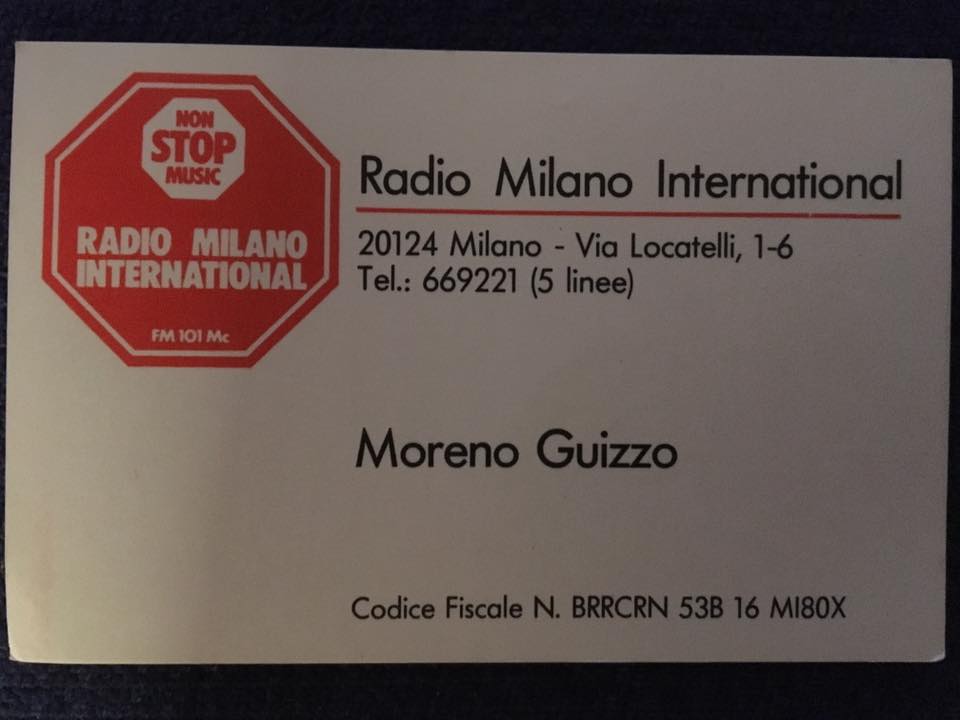 NON
STOP
MUSIC
RADIO MILANO
INTERNATIONAL
FM 101 Mc
Radio Milano International
20124 Milano - Via Locatelli, 1-6
Tel.: 669221 (5 linee)
Moreno Guizzo
Codice Fiscale N. BRRCRN 53B 16 MI80X